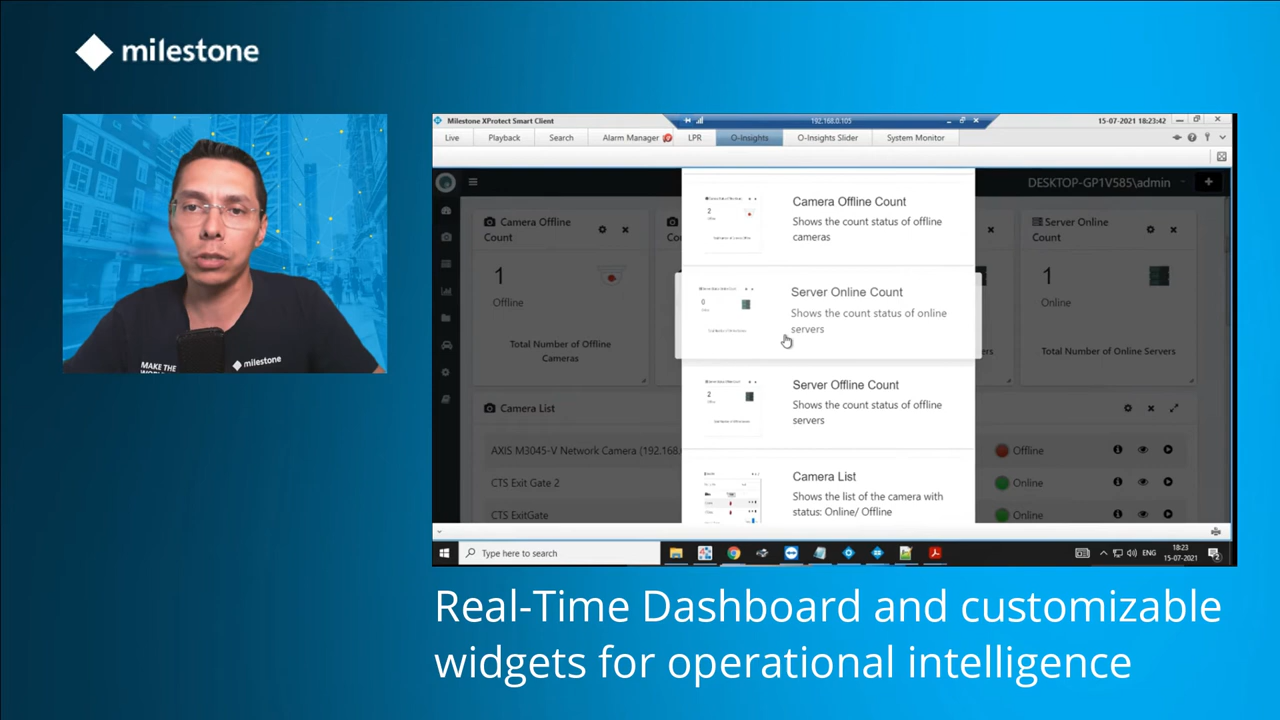 milestone
MAKE THE
milestone
Milestone XProtect Smart Client
192.168.0.105
15-07-2021 18:23:42
Live
Playback
Search
Alarm Manager
LPR
O-Insights
O-Insights Slider
System Monitor
DESKTOP-GP1V585\admin
Camera Offline
Count
1
Offline
Total Number of Offline
Cameras
Camera Offline Count
Shows the count status of offline
cameras
Server Online Count
Shows the count status of online
servers
Server Offline Count
Shows the count status of offline
servers
Camera List
Shows the list of the camera with
status: Online/ Offline
Server Online
Count
1
Online
Total Number of Online Servers
Camera List
AXIS M3045-V Network Camera (192.168.
Offline
CTS Exit Gate 2
Online
CTS ExitGate
Online
Type here to search
ENG
18:23
15-07-2021
Real-Time Dashboard and customizable
widgets for operational intelligence